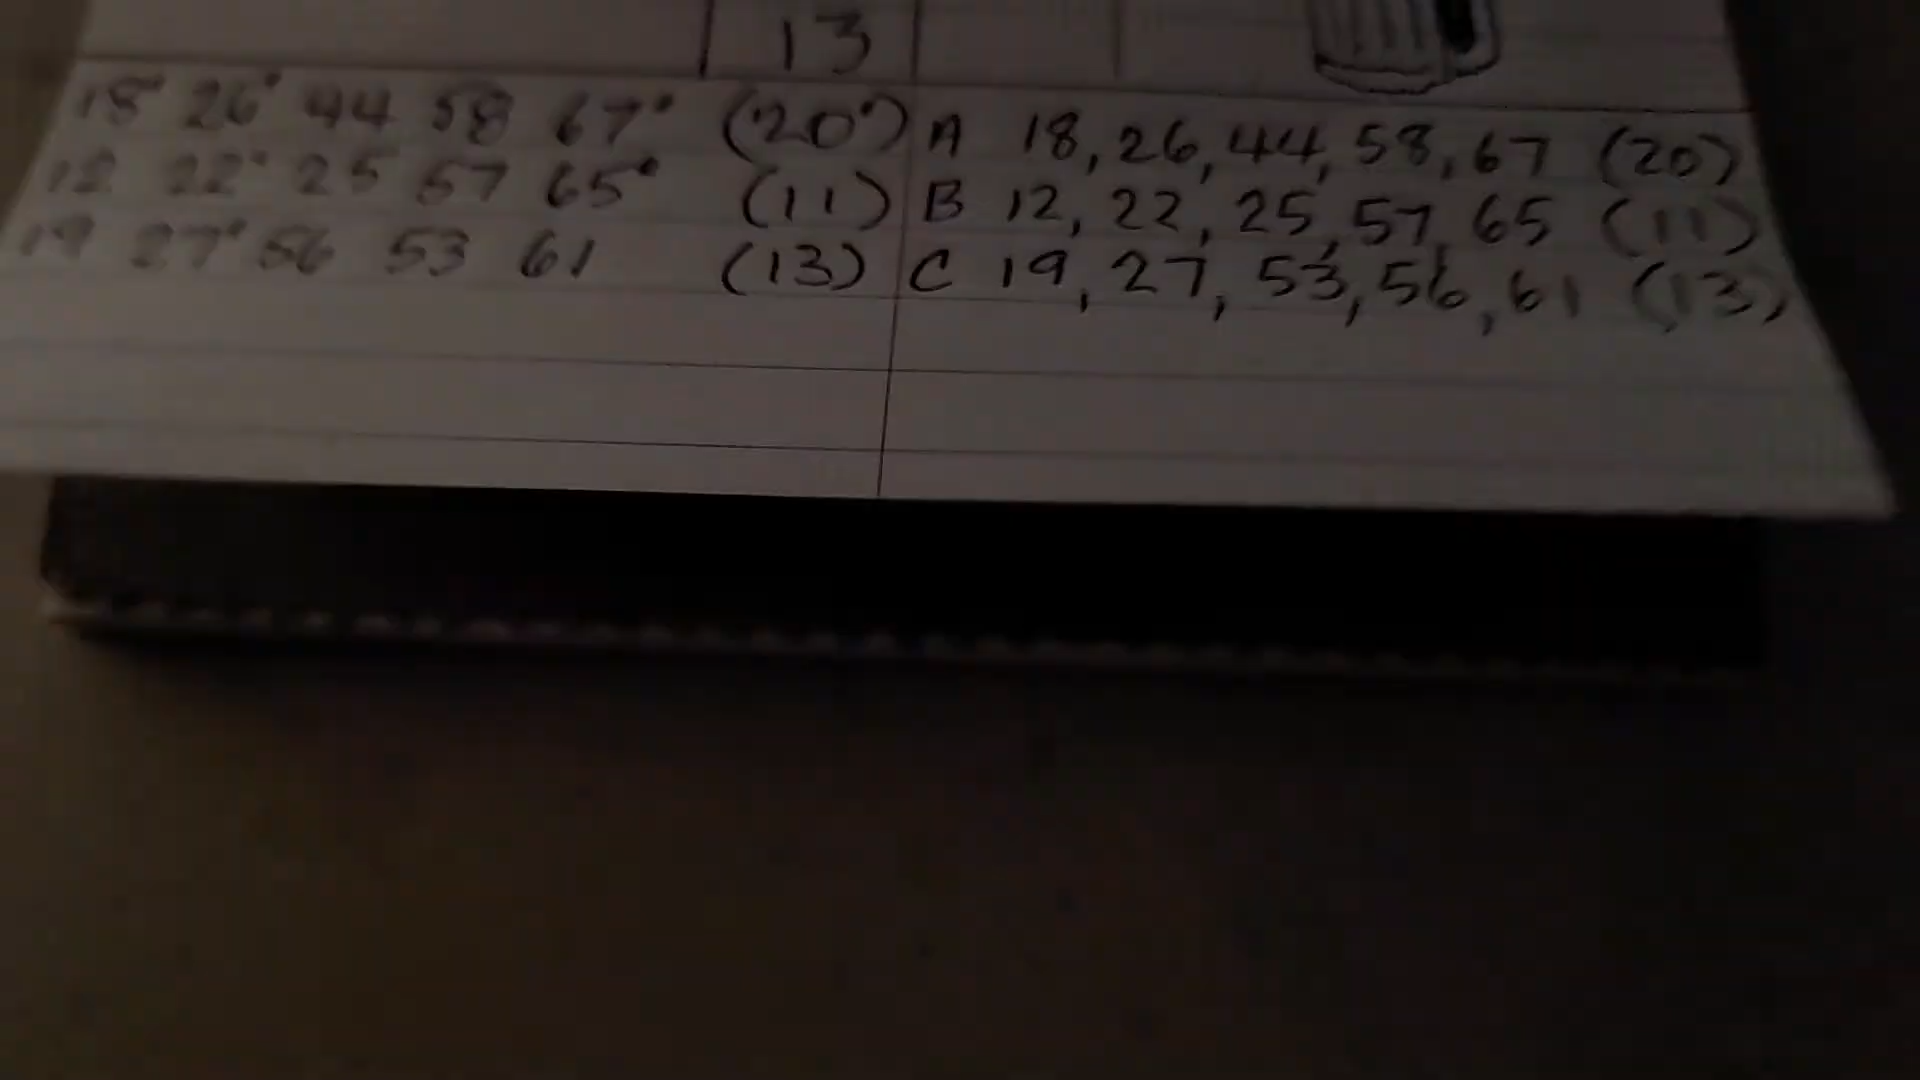 13
18° 26° 44 58 67° (20°) A 18, 26, 44, 58, 67 (20)
12 22° 25 57 65° (11) B 12, 22, 25, 57, 65 (11)
19 27° 56 53 61 (13) C 19, 27, 53, 56, 61 (13)